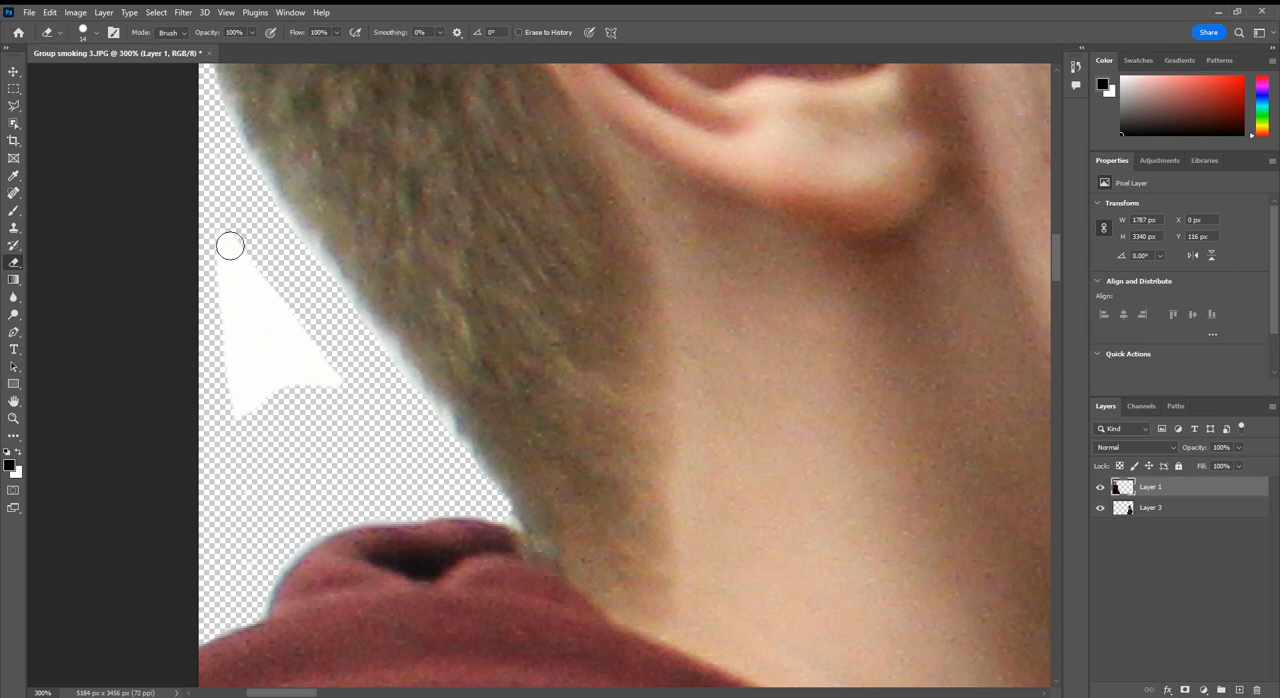 Ps File Edit Image Layer Type Select Filter 3D View Plugins Window Help
14 Mode: Brush Opacity: 100% Flow: 100% Smoothing: 0% 0° Erase to History Share
Group smoking 3.JPG @ 300% (Layer 1, RGB/8) *
Color Swatches Gradients Patterns
Properties Adjustments Libraries
Pixel Layer
Transform
W 1787 px X 0 px
H 3340 px Y 116 px
0.00°
Align and Distribute
Align:
Quick Actions
Layers Channels Paths
Kind
Normal Opacity: 100%
Lock: Fill: 100%
Layer 1
Layer 3
300% 5184 px x 3456 px (72 ppi)